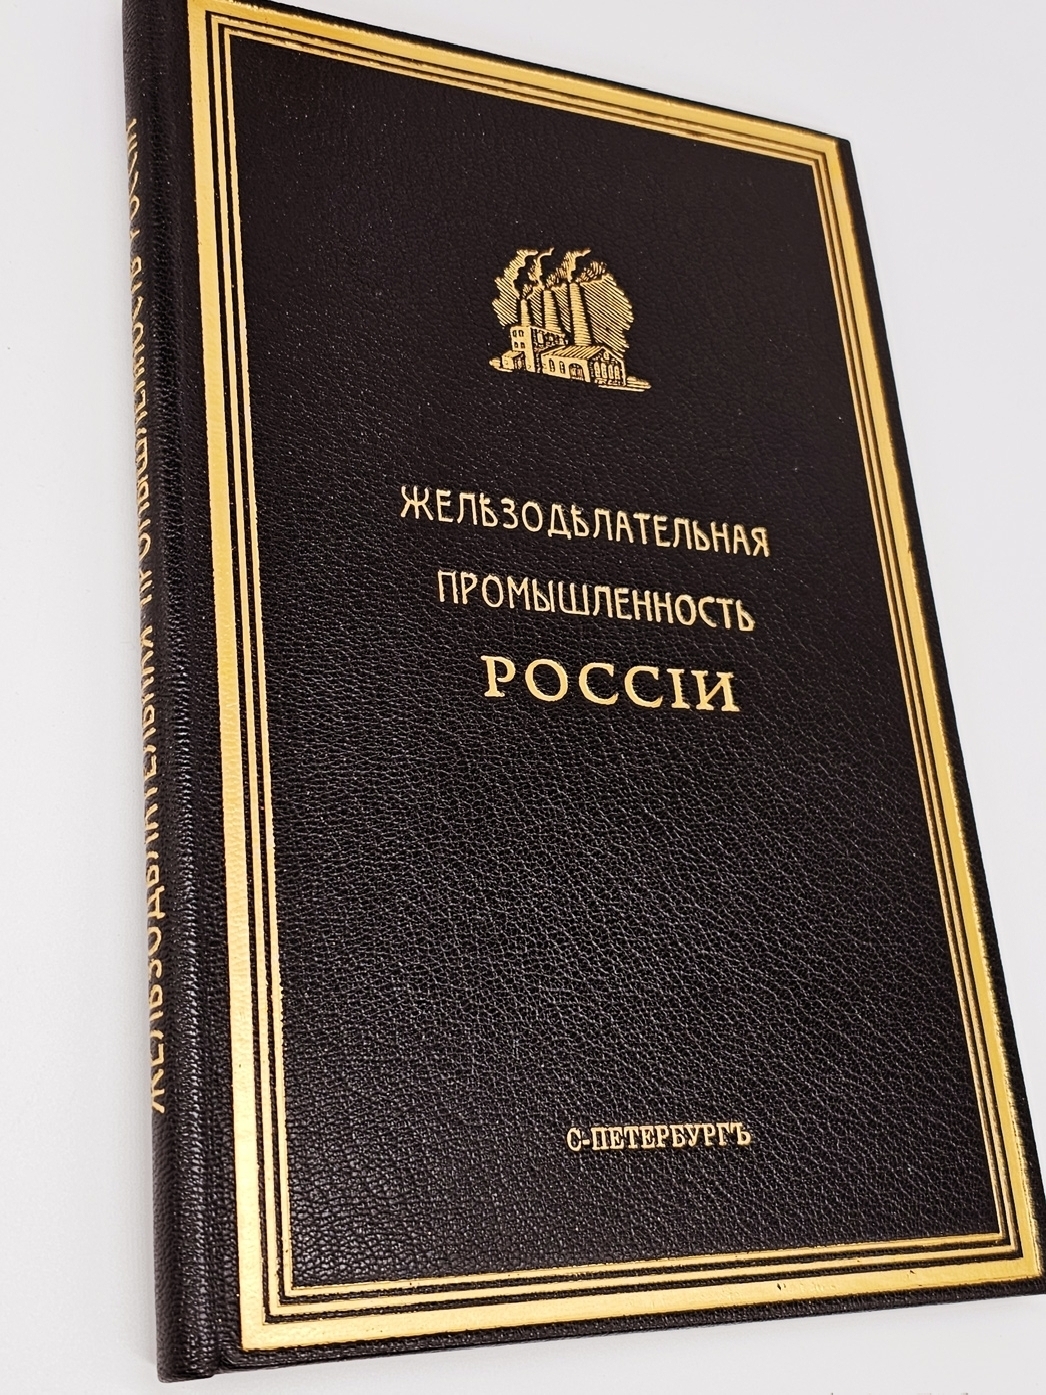 ЖЕЛѢЗОДѢЛАТЕЛЬНАЯ
ПРОМЫШЛЕННОСТЬ
РОССІИ
С-ПЕТЕРБУРГЪ
ЖЕЛѢЗОДѢЛАТЕЛЬНАЯ ПРОМЫШЛЕННОСТЬ РОССІИ